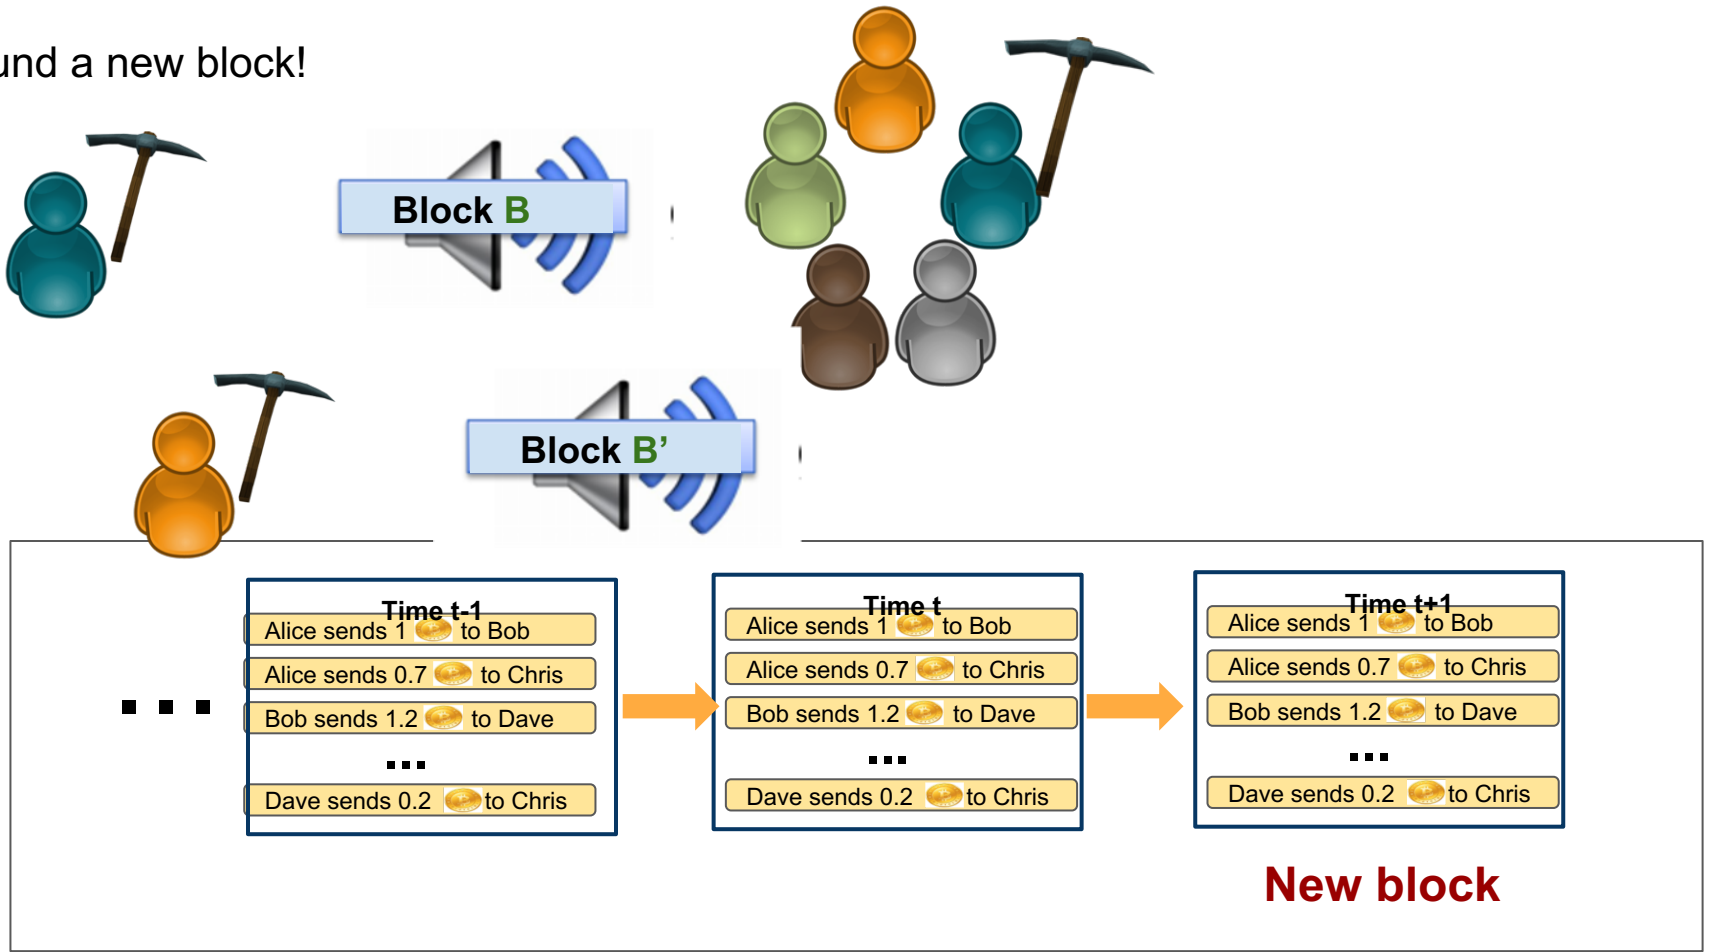 und a new block!
Block B
Block B’
Time t-1
Alice sends 1 to Bob
Alice sends 0.7 to Chris
Bob sends 1.2 to Dave
...
Dave sends 0.2 to Chris
Time t
Alice sends 1 to Bob
Alice sends 0.7 to Chris
Bob sends 1.2 to Dave
...
Dave sends 0.2 to Chris
Time t+1
Alice sends 1 to Bob
Alice sends 0.7 to Chris
Bob sends 1.2 to Dave
...
Dave sends 0.2 to Chris
New block